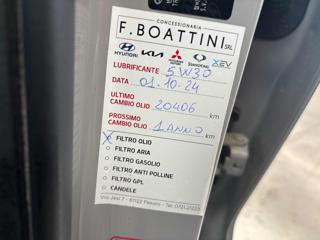 CONCESSIONARIA
F. BOATTINI SRL
HYUNDAI KIA MITSUBISHI MOTORS XEV
LUBRIFICANTE 5W30
DATA 01.10.24
ULTIMO
CAMBIO OLIO 20406 km
PROSSIMO
CAMBIO OLIO 1 ANNO km
X FILTRO OLIO
○ FILTRO ARIA
○ FILTRO GASOLIO
○ FILTRO ANTI POLLINE
○ FILTRO GPL
○ CANDELE